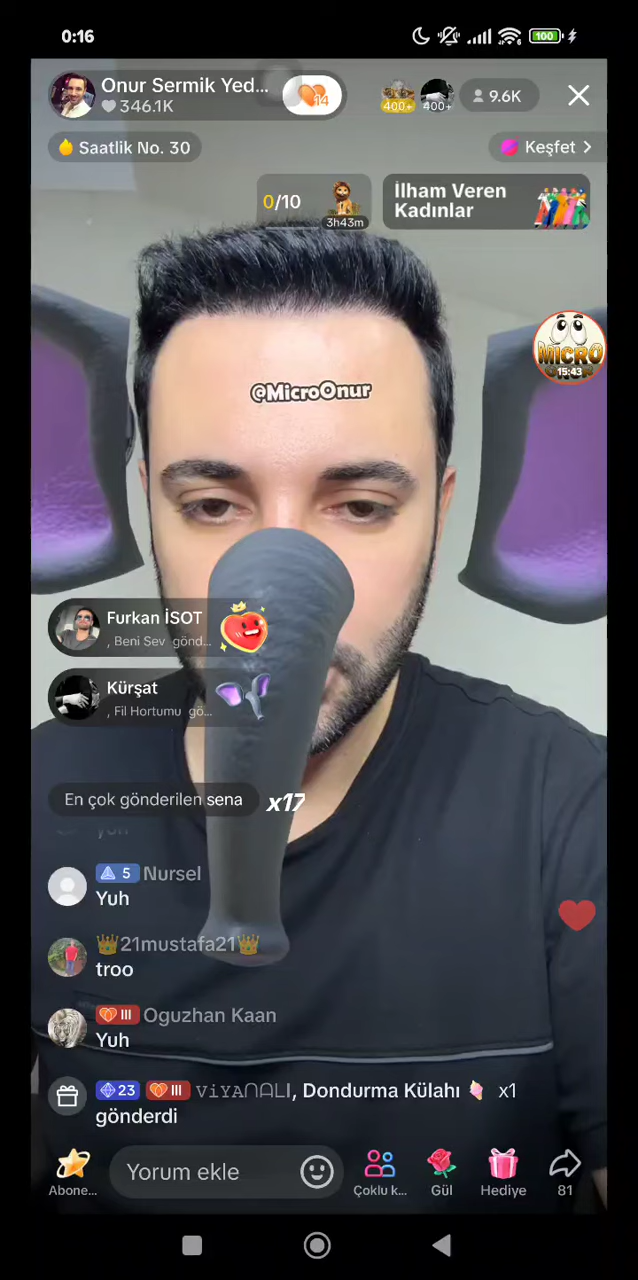 0:16
100
Onur Sermik Yed...
346.1K
14
400+
400+
9.6K
Saatlik No. 30
Keşfet
0/10
3h43m
İlham Veren
Kadınlar
MICRO
15:43
@MicroOnur
Furkan İSOT
, Beni Sev gönd...
Kürşat
, Fil Hortumu gö...
En çok gönderilen sena
x17
yuh
5 Nursel
Yuh
21mustafa21
troo
III Oguzhan Kaan
Yuh
23 III ViYAՈALI, Dondurma Külahı x1
gönderdi
Abone...
Yorum ekle
Çoklu k...
Gül
Hediye
81